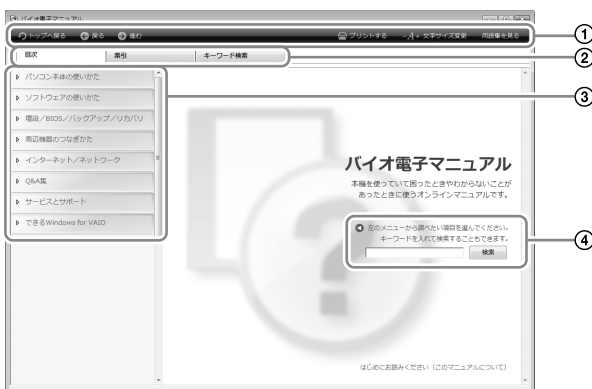 バイオ電子マニュアル
トップへ戻る 戻る 進む プリントする -A+ 文字サイズ変更 用語集を見る
①
目次 索引 キーワード検索
②
パソコン本体の使いかた
③
ソフトウェアの使いかた
増設／BIOS／バックアップ／リカバリ
周辺機器のつなぎかた
インターネット／ネットワーク
Q&A集
サービスとサポート
できるWindows for VAIO
バイオ電子マニュアル
本機を使っていて困ったときやわからないことが
あったときに使うオンラインマニュアルです。
左のメニューから調べたい項目を選んでください。
キーワードを入れて検索することもできます。
検索
④
はじめにお読みください（このマニュアルについて）